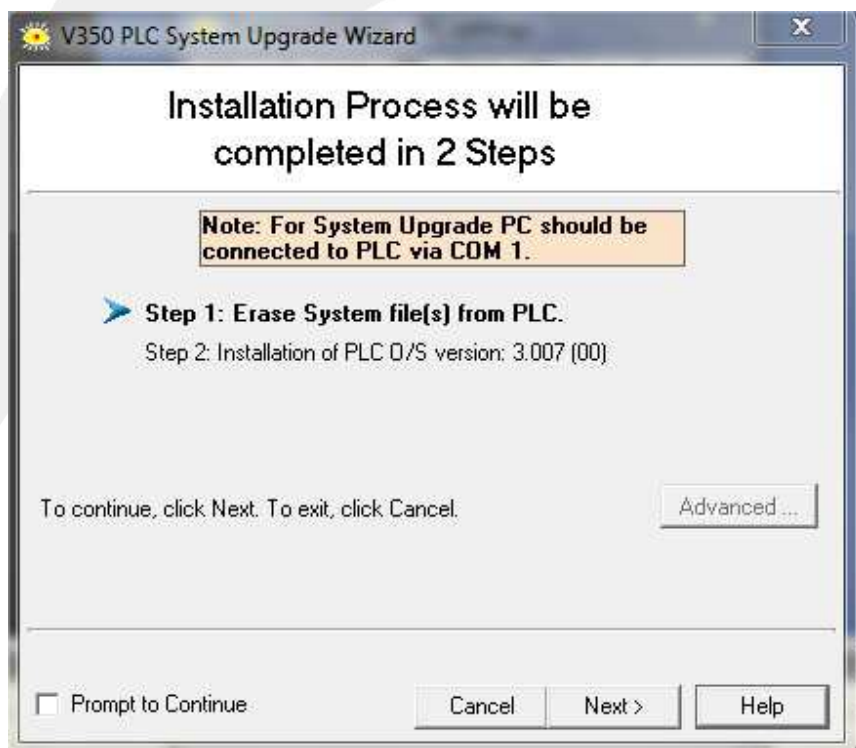 V350 PLC System Upgrade Wizard
Installation Process will be
completed in 2 Steps
Note: For System Upgrade PC should be
connected to PLC via COM 1.
Step 1: Erase System file(s) from PLC.
Step 2: Installation of PLC O/S version: 3.007 (00)
To continue, click Next. To exit, click Cancel.
Advanced ...
Prompt to Continue
Cancel
Next >
Help